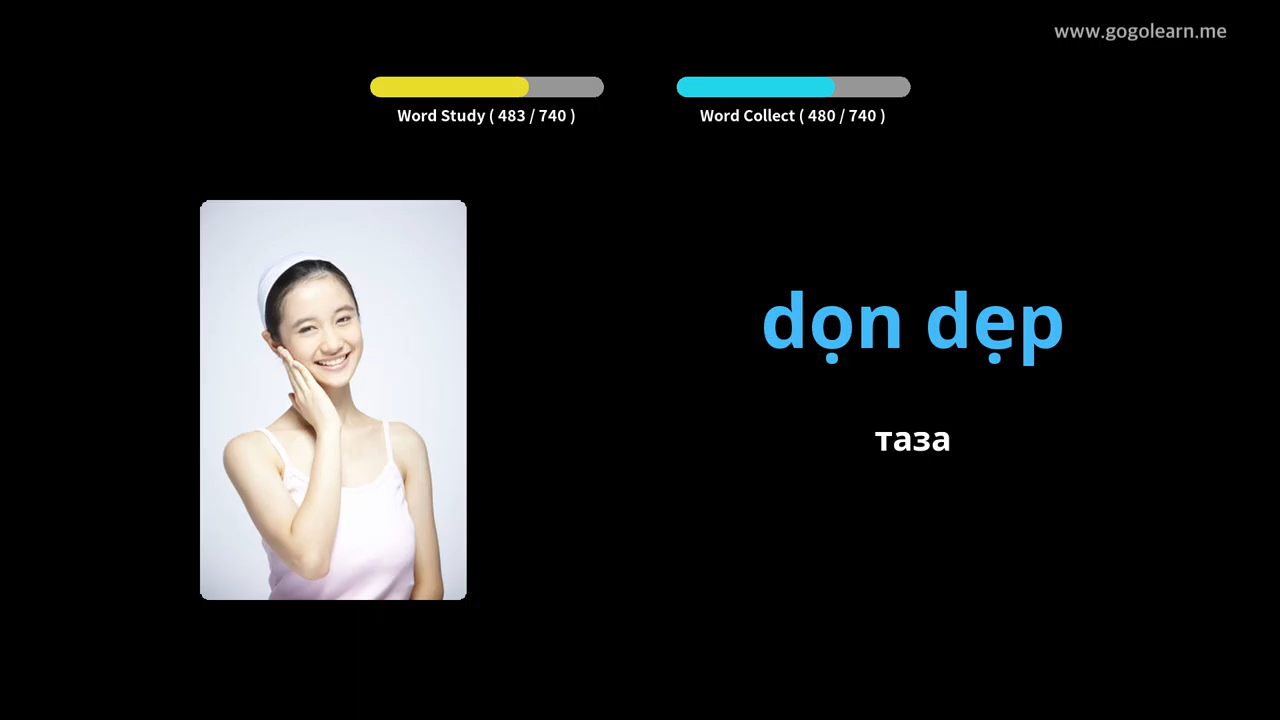 www.gogolearn.me
Word Study ( 483 / 740 )
Word Collect ( 480 / 740 )
dọn dẹp
таза